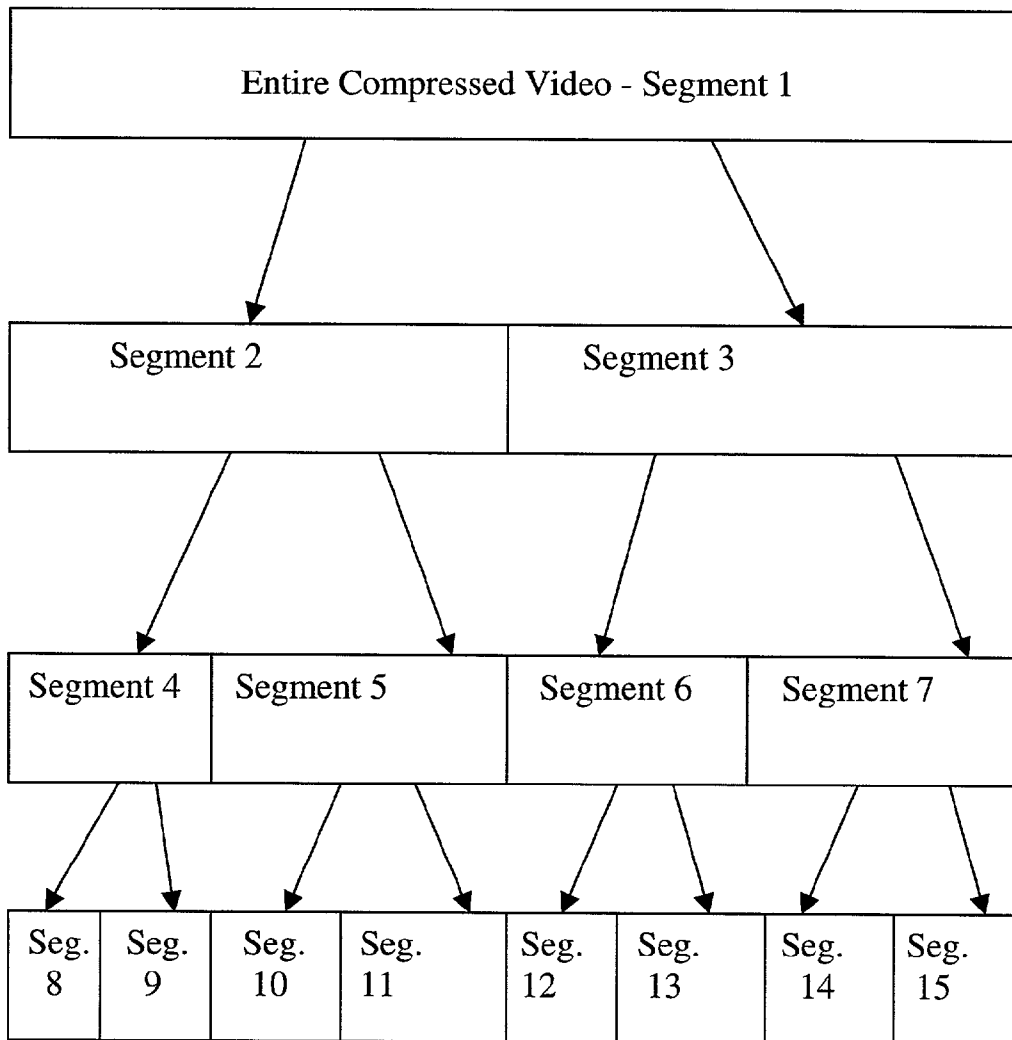 Entire Compressed Video - Segment 1
Segment 2
Segment 3
Segment 4
Segment 5
Segment 6
Segment 7
Seg.
8
Seg.
9
Seg.
10
Seg.
11
Seg.
12
Seg.
13
Seg.
14
Seg.
15